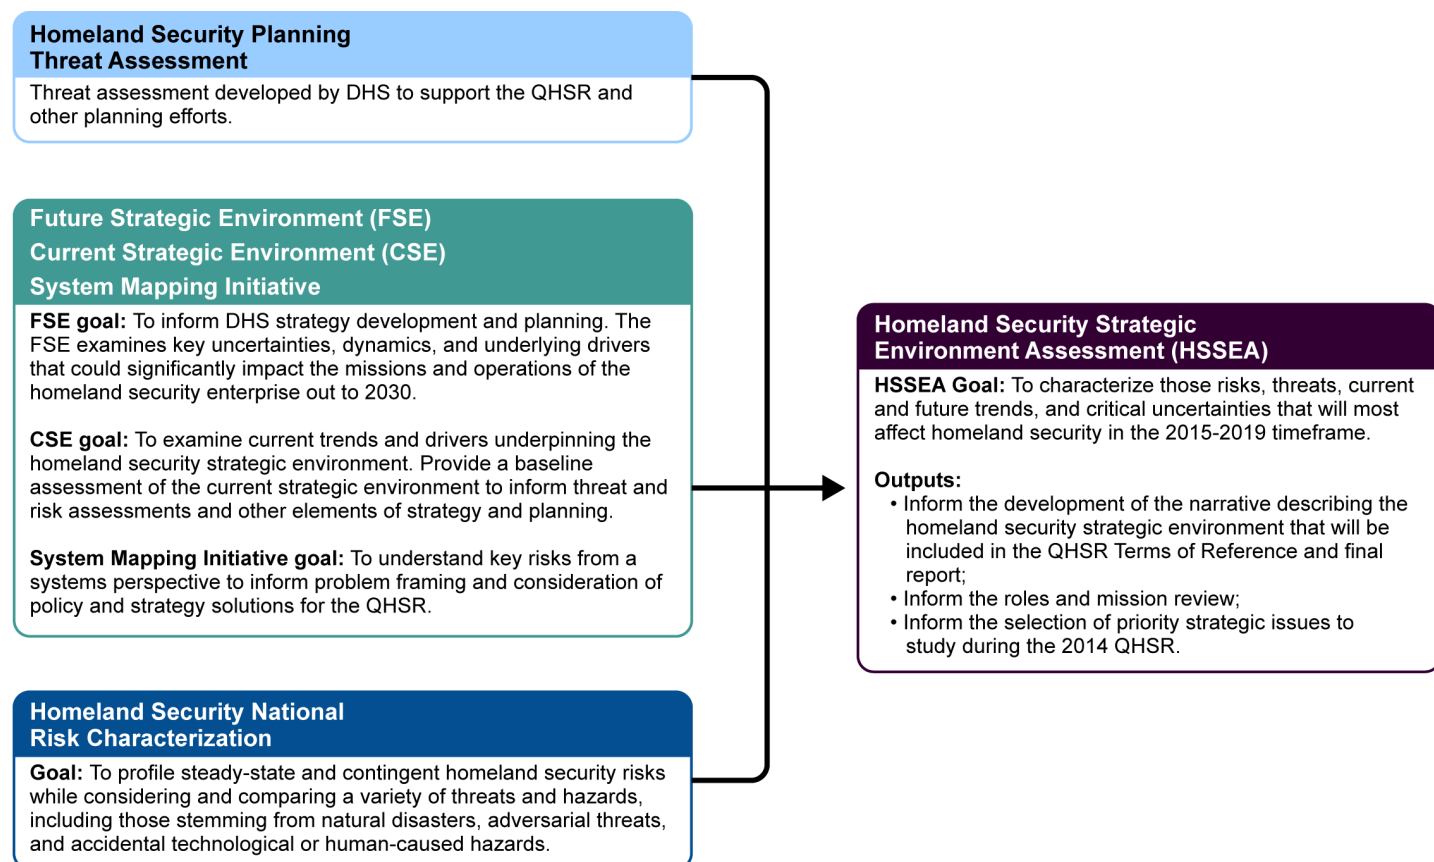 Homeland Security Planning
Threat Assessment
Threat assessment developed by DHS to support the QHSR and
other planning efforts.
Future Strategic Environment (FSE)
Current Strategic Environment (CSE)
System Mapping Initiative
FSE goal: To inform DHS strategy development and planning. The
FSE examines key uncertainties, dynamics, and underlying drivers
that could significantly impact the missions and operations of the
homeland security enterprise out to 2030.
CSE goal: To examine current trends and drivers underpinning the
homeland security strategic environment. Provide a baseline
assessment of the current strategic environment to inform threat and
risk assessments and other elements of strategy and planning.
System Mapping Initiative goal: To understand key risks from a
systems perspective to inform problem framing and consideration of
policy and strategy solutions for the QHSR.
Homeland Security National
Risk Characterization
Goal: To profile steady-state and contingent homeland security risks
while considering and comparing a variety of threats and hazards,
including those stemming from natural disasters, adversarial threats,
and accidental technological or human-caused hazards.
Homeland Security Strategic
Environment Assessment (HSSEA)
HSSEA Goal: To characterize those risks, threats, current
and future trends, and critical uncertainties that will most
affect homeland security in the 2015-2019 timeframe.
Outputs:
• Inform the development of the narrative describing the
homeland security strategic environment that will be
included in the QHSR Terms of Reference and final
report;
• Inform the roles and mission review;
• Inform the selection of priority strategic issues to
study during the 2014 QHSR.